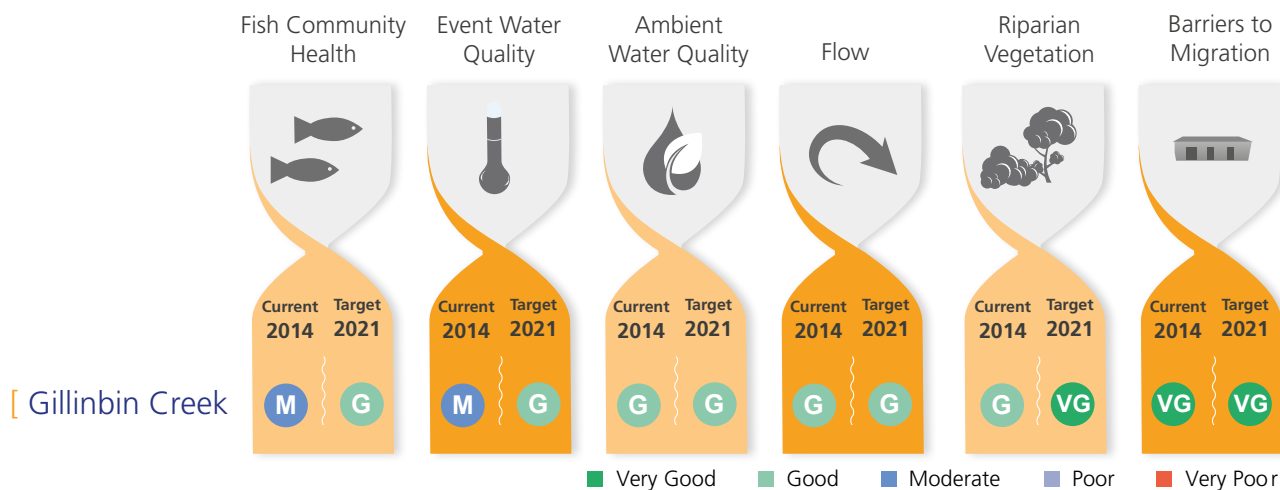 Fish Community
Health
Event Water
Quality
Ambient
Water Quality
Flow
Riparian
Vegetation
Barriers to
Migration
Current Target
2014 2021
Current Target
2014 2021
Current Target
2014 2021
Current Target
2014 2021
Current Target
2014 2021
Current Target
2014 2021
[ Gillinbin Creek
M G
M G
G G
G G
G VG
VG VG
Very Good Good Moderate Poor Very Poor